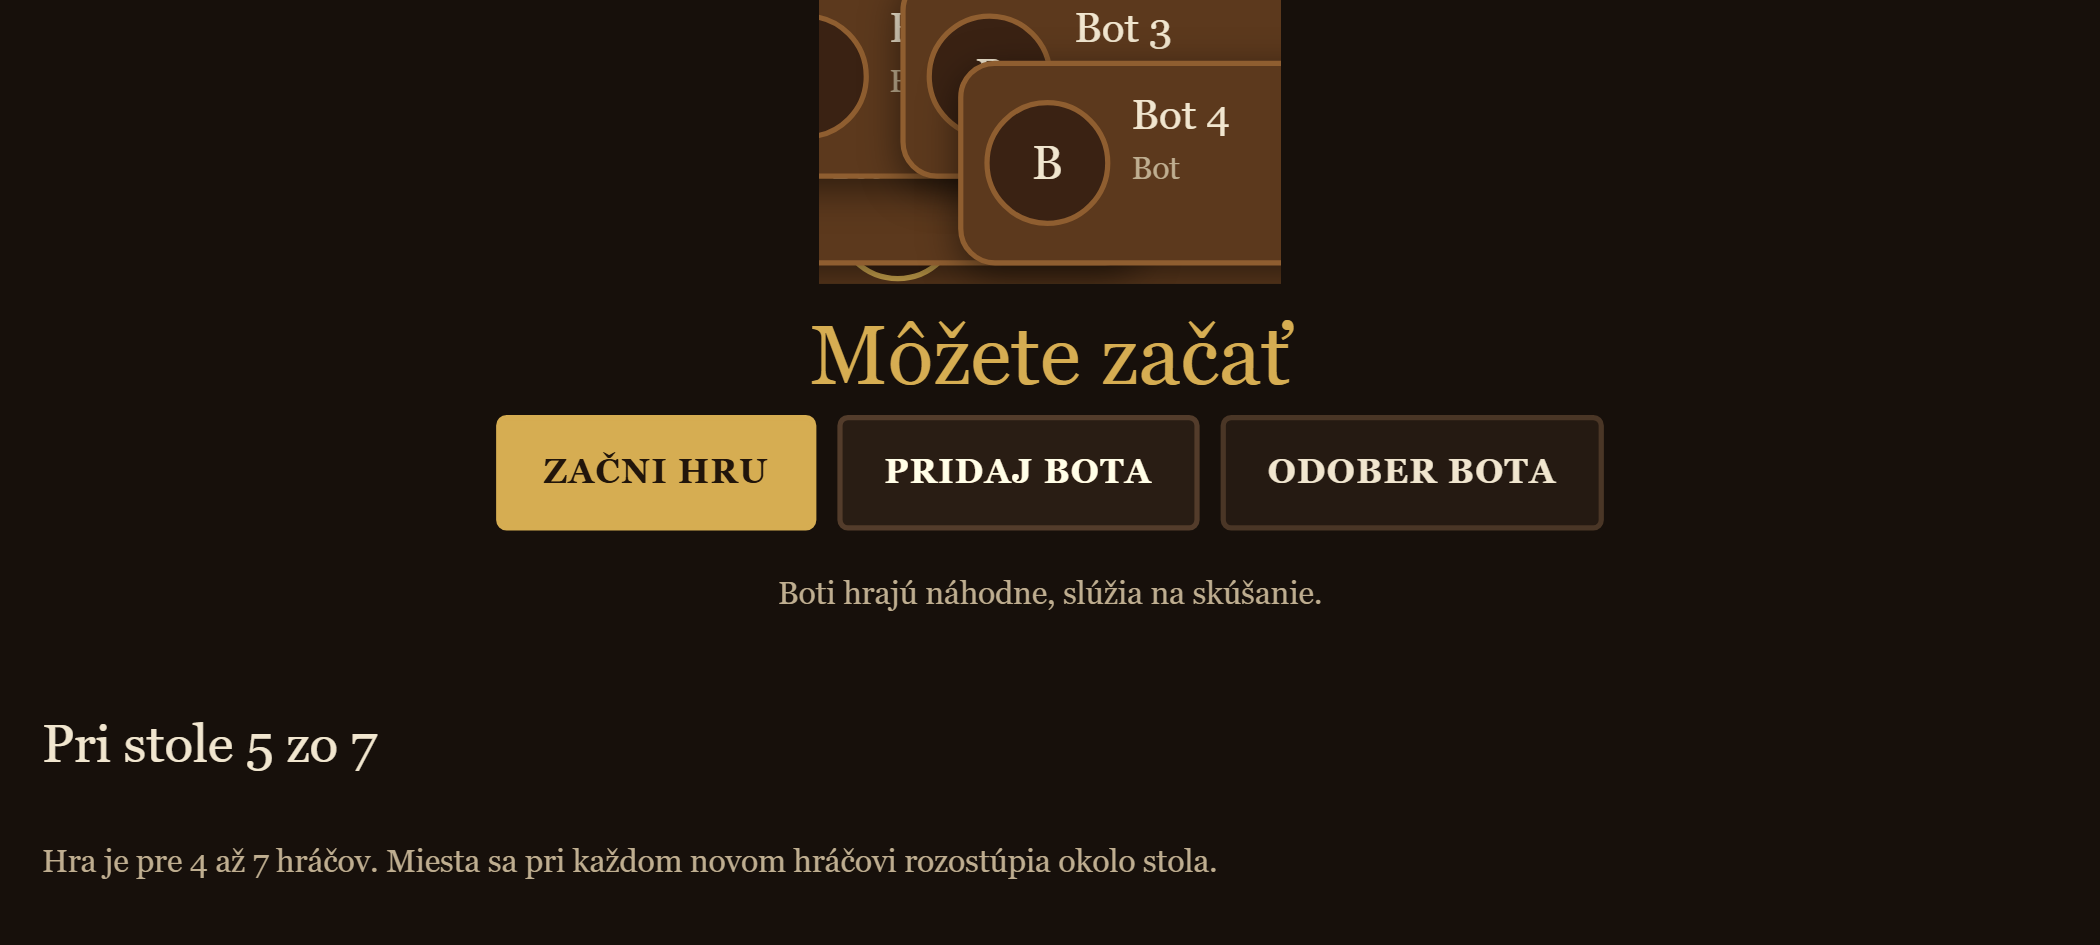 Bot 3
Bot 4
B
Bot
Môžete začať
ZAČNI HRU
PRIDAJ BOTA
ODOBER BOTA
Boti hrajú náhodne, slúžia na skúšanie.
Pri stole 5 zo 7
Hra je pre 4 až 7 hráčov. Miesta sa pri každom novom hráčovi rozostúpia okolo stola.